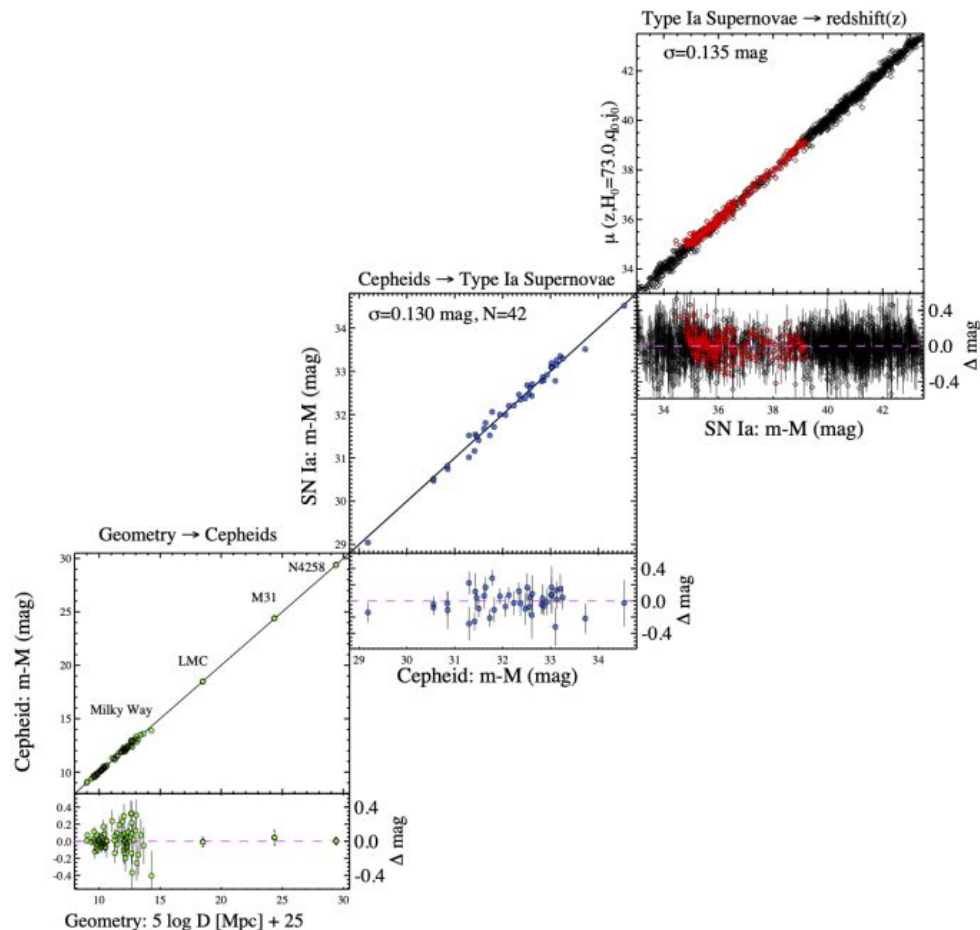 Type Ia Supernovae → redshift(z)
σ=0.135 mag
42
40
38
36
34
μ (z,H₀=73.0,q₀,j₀)
0.4
0.0
-0.4
Δ mag
34 36 38 40 42
SN Ia: m-M (mag)
Cepheids → Type Ia Supernovae
σ=0.130 mag, N=42
34
33
32
31
30
29
SN Ia: m-M (mag)
0.4
0.0
-0.4
Δ mag
29 30 31 32 33 34
Cepheid: m-M (mag)
Geometry → Cepheids
30
25
20
15
10
Cepheid: m-M (mag)
N4258
M31
LMC
Milky Way
0.4
0.2
0.0
-0.2
-0.4
0.4
0.0
-0.4
Δ mag
10 15 20 25 30
Geometry: 5 log D [Mpc] + 25